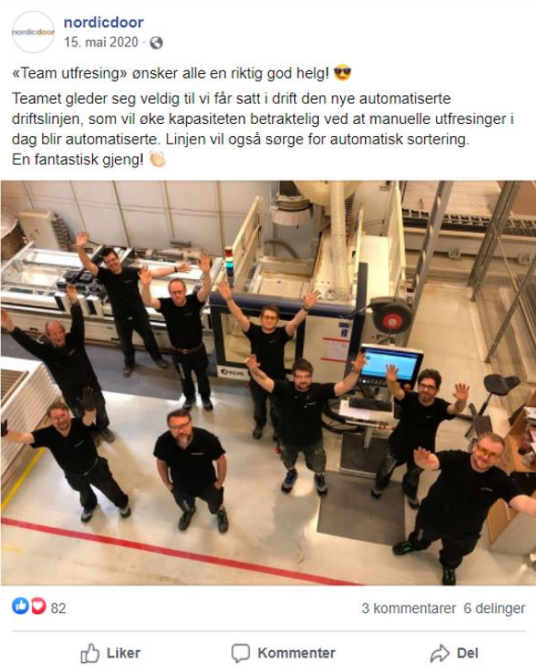 nordicdoor
nordicdoor
15. mai 2020 ·
«Team utfresing» ønsker alle en riktig god helg! 😎
Teamet gleder seg veldig til vi får satt i drift den nye automatiserte
driftslinjen, som vil øke kapasiteten betraktelig ved at manuelle utfresinger i
dag blir automatiserte. Linjen vil også sørge for automatisk sortering.
En fantastisk gjeng! 👏🏻
82
3 kommentarer 6 delinger
Liker
Kommenter
Del